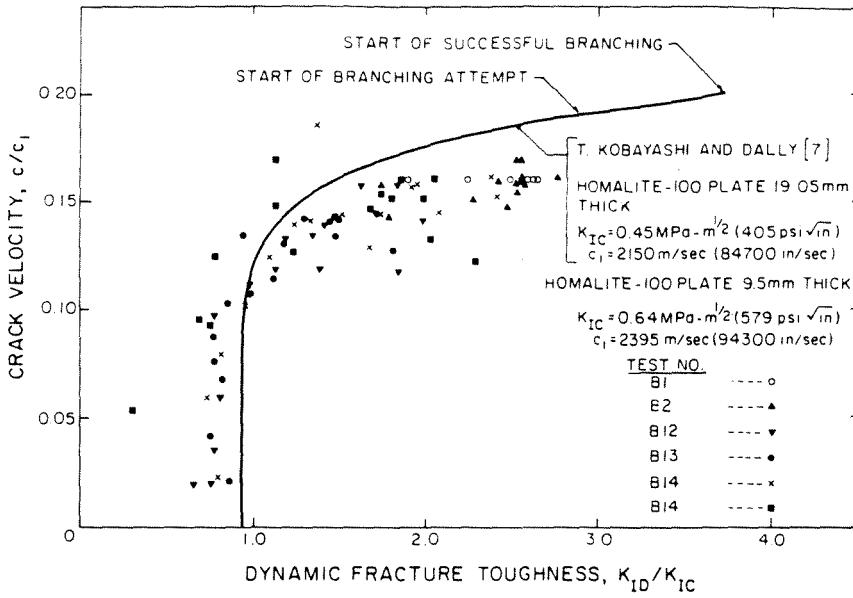 START OF SUCCESSFUL BRANCHING
START OF BRANCHING ATTEMPT
T. KOBAYASHI AND DALLY [7]
HOMALITE-100 PLATE 19.05mm
THICK
K_IC = 0.45 MPa-m^1/2 (405 psi √in)
c_1 = 2150 m/sec (84700 in/sec)
HOMALITE-100 PLATE 9.5mm THICK
K_IC = 0.64 MPa-m^1/2 (579 psi √in)
c_1 = 2395 m/sec (94300 in/sec)
TEST NO.
B1 ---- ○
B2 ---- ▲
B12 ---- ▼
B13 ---- ●
B14 ---- ×
B14 ---- ■
CRACK VELOCITY, c/c_1
0.20
0.15
0.10
0.05
0
0
1.0
2.0
3.0
4.0
DYNAMIC FRACTURE TOUGHNESS, K_ID/K_IC